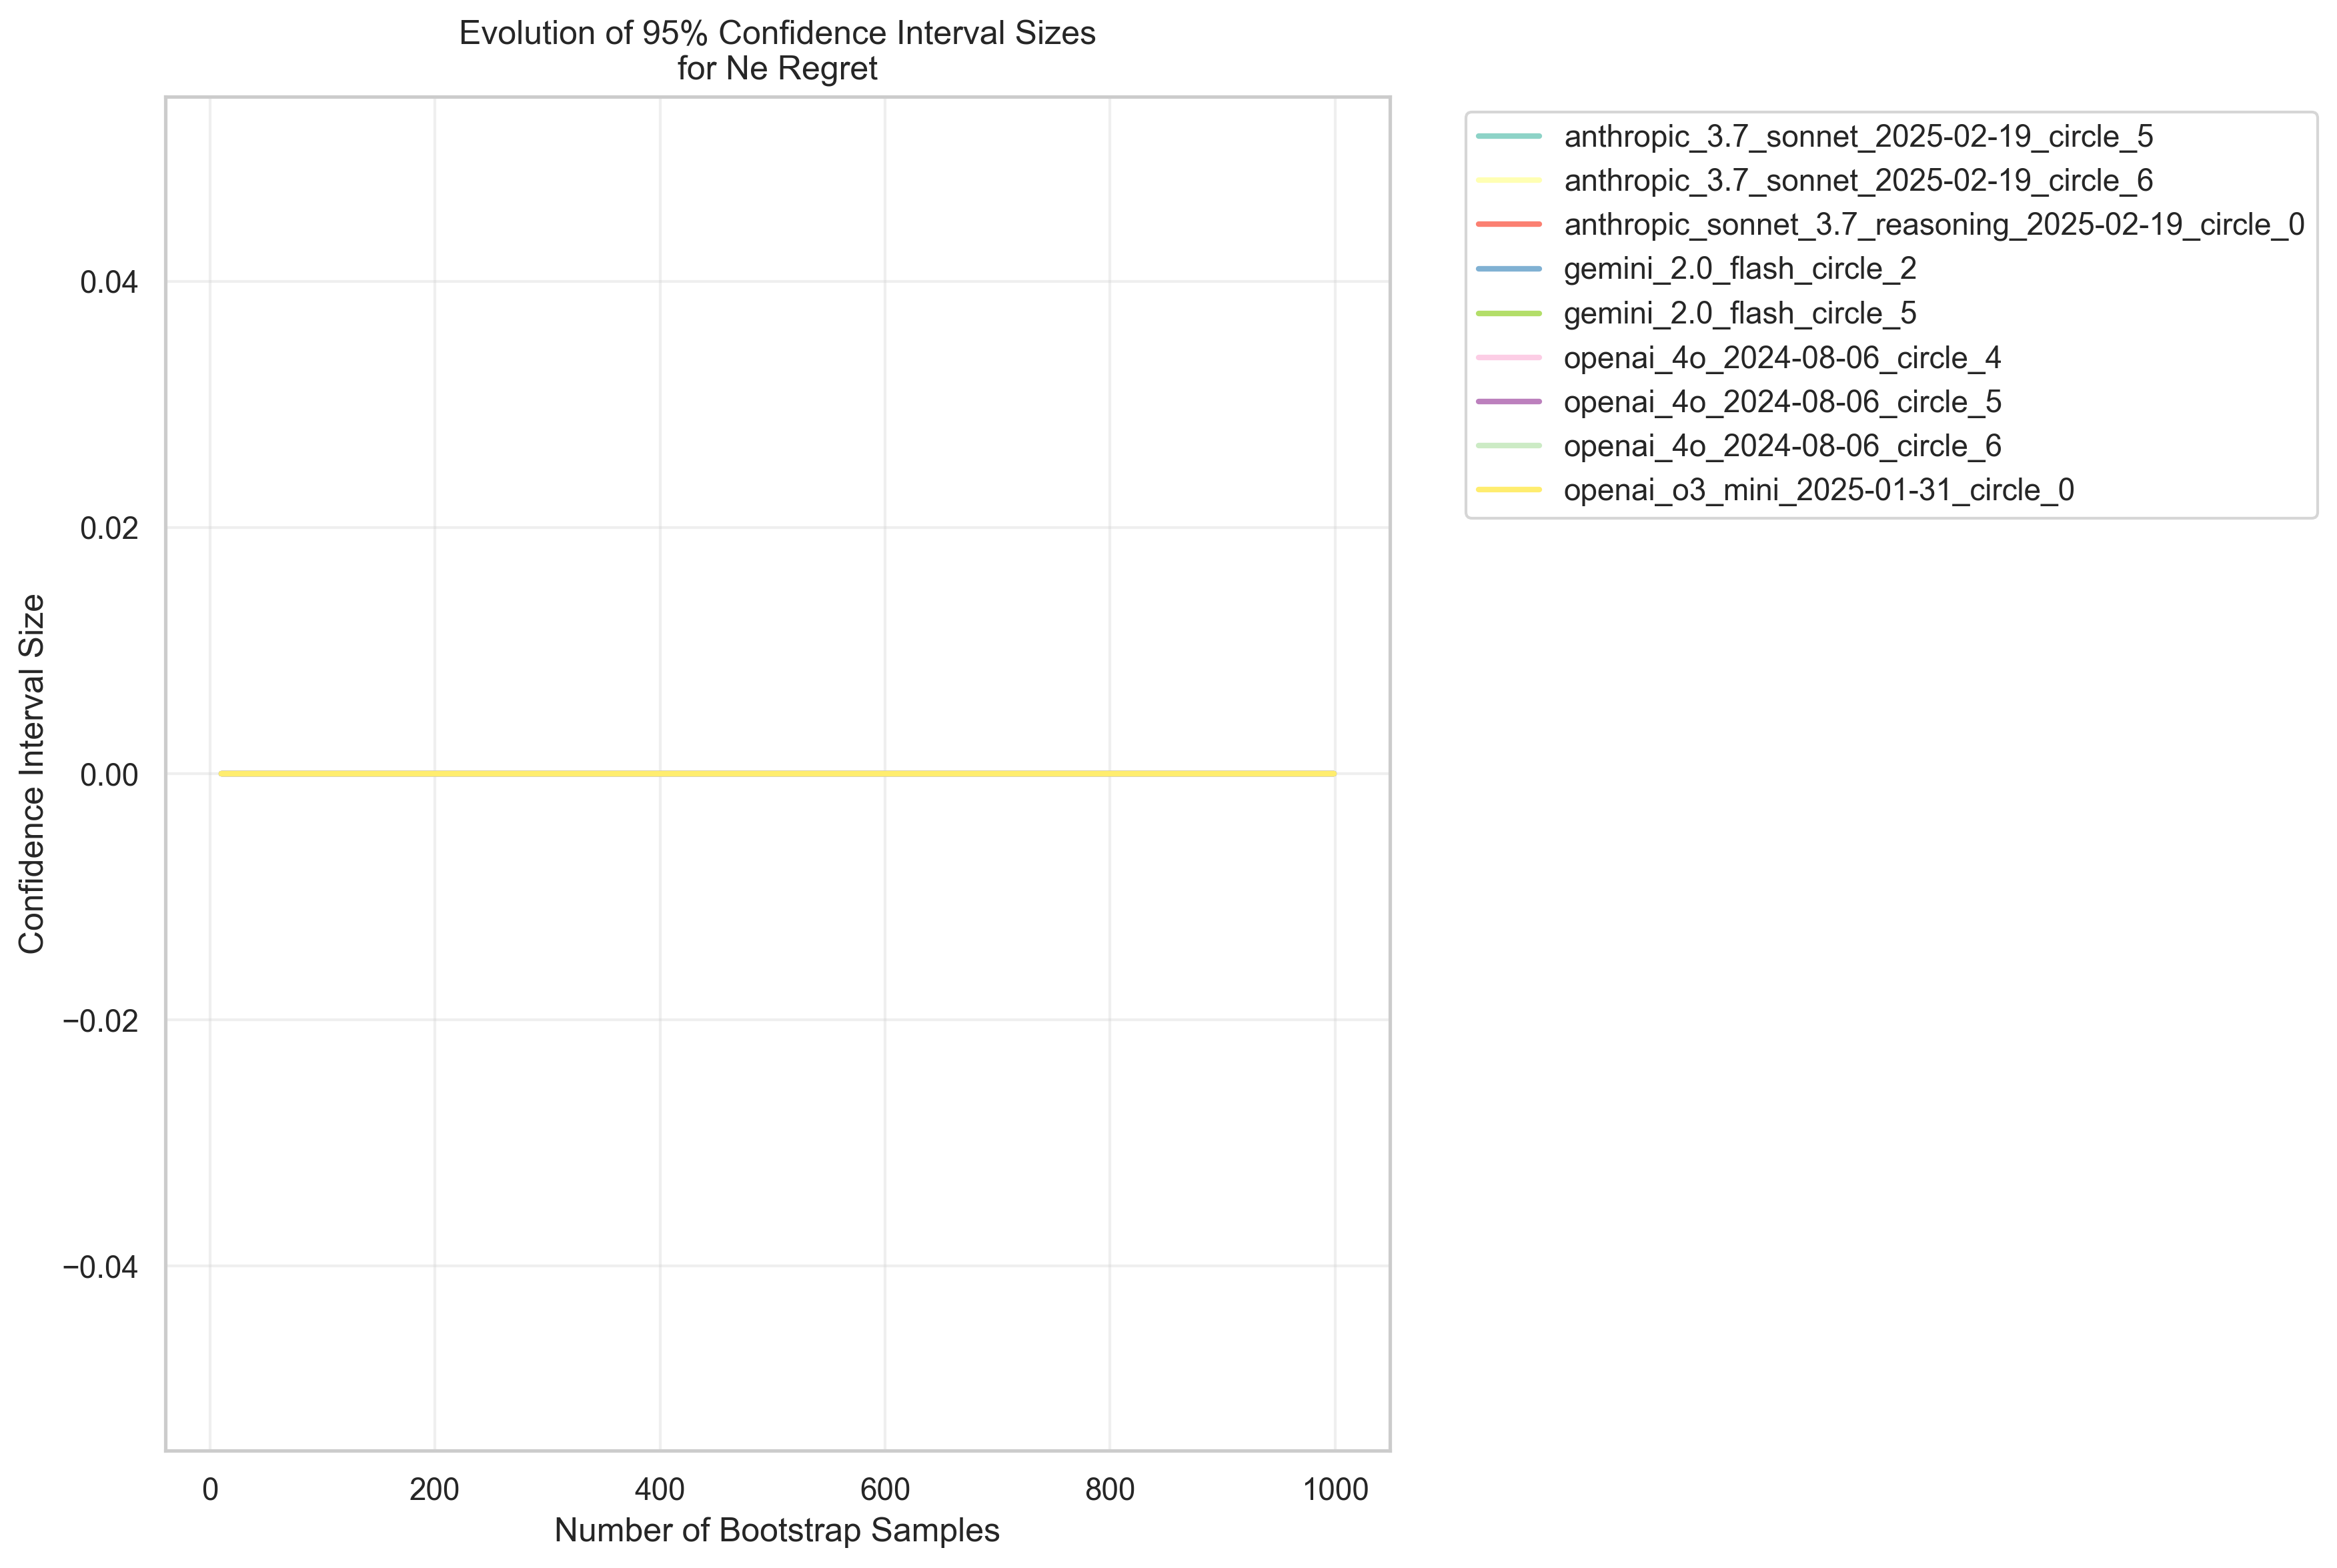 Evolution of 95% Confidence Interval Sizes
for Ne Regret
Confidence Interval Size
0.04
0.02
0.00
−0.02
−0.04
0
200
400
600
800
1000
Number of Bootstrap Samples
anthropic_3.7_sonnet_2025-02-19_circle_5
anthropic_3.7_sonnet_2025-02-19_circle_6
anthropic_sonnet_3.7_reasoning_2025-02-19_circle_0
gemini_2.0_flash_circle_2
gemini_2.0_flash_circle_5
openai_4o_2024-08-06_circle_4
openai_4o_2024-08-06_circle_5
openai_4o_2024-08-06_circle_6
openai_o3_mini_2025-01-31_circle_0